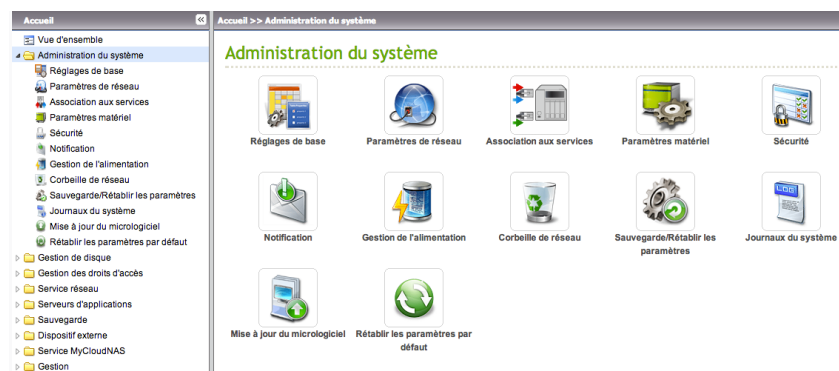 Accueil
Vue d'ensemble
Administration du système
Réglages de base
Paramètres de réseau
Association aux services
Paramètres matériel
Sécurité
Notification
Gestion de l'alimentation
Corbeille de réseau
Sauvegarde/Rétablir les paramètres
Journaux du système
Mise à jour du micrologiciel
Rétablir les paramètres par défaut
Gestion de disque
Gestion des droits d'accès
Service réseau
Serveurs d'applications
Sauvegarde
Dispositif externe
Service MyCloudNAS
Gestion
Accueil >> Administration du système
Administration du système
Réglages de base
Paramètres de réseau
Association aux services
Paramètres matériel
Sécurité
Notification
Gestion de l'alimentation
Corbeille de réseau
Sauvegarde/Rétablir les
paramètres
LOG
Journaux du système
Mise à jour du micrologiciel
Rétablir les paramètres par
défaut